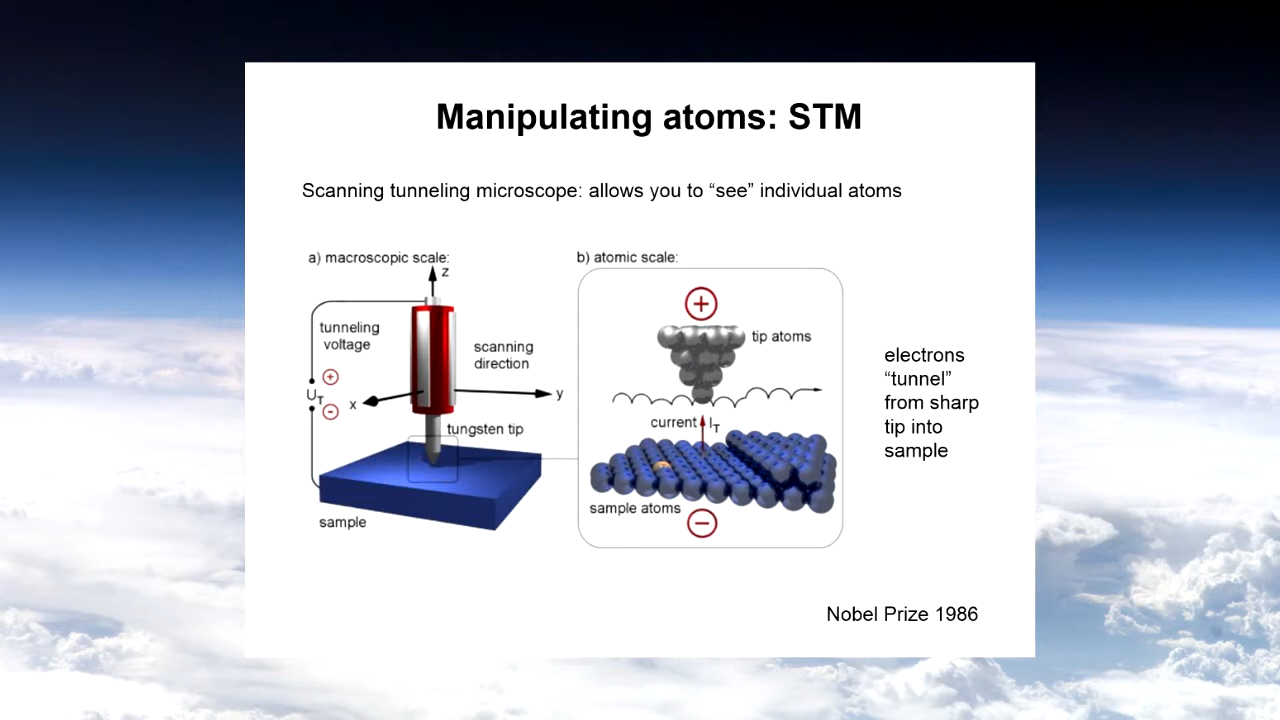 Manipulating atoms: STM
Scanning tunneling microscope: allows you to “see” individual atoms
a) macroscopic scale:
z
tunneling
voltage
scanning
direction
UT
x
y
tungsten tip
sample
b) atomic scale:
tip atoms
current IT
sample atoms
electrons
“tunnel”
from sharp
tip into
sample
Nobel Prize 1986